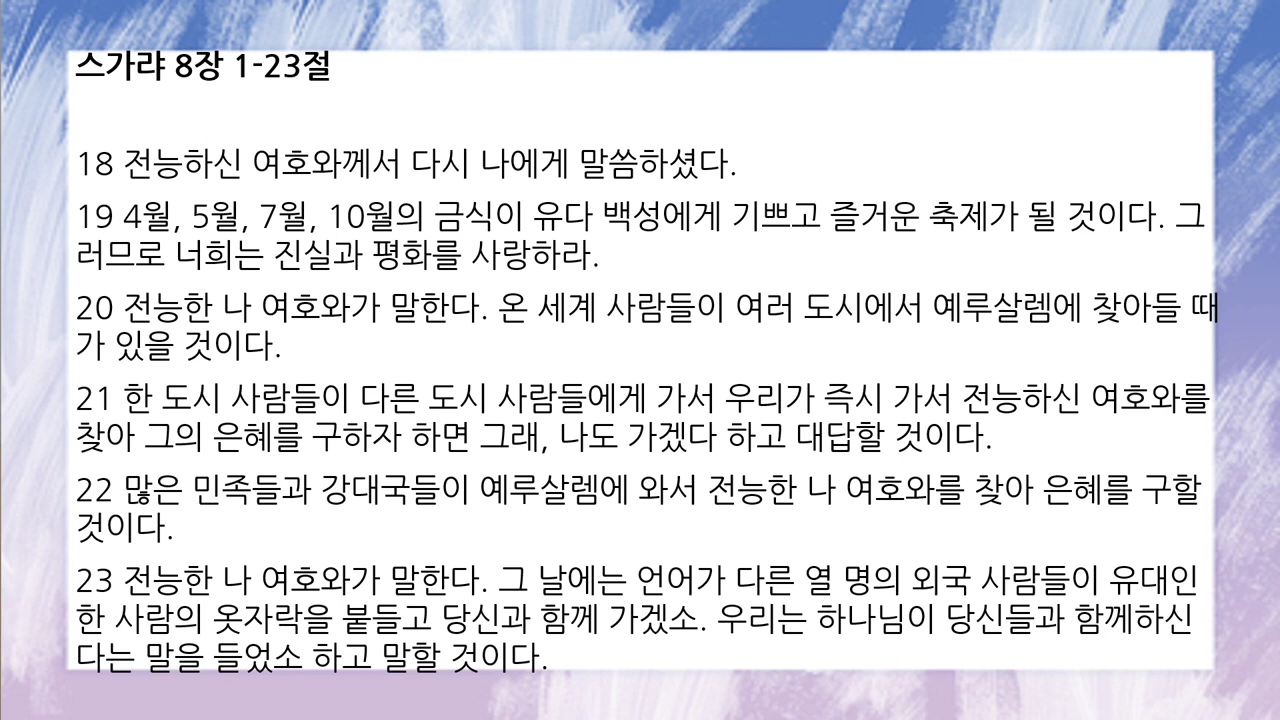 스가랴 8장 1-23절
18 전능하신 여호와께서 다시 나에게 말씀하셨다.
19 4월, 5월, 7월, 10월의 금식이 유다 백성에게 기쁘고 즐거운 축제가 될 것이다. 그
러므로 너희는 진실과 평화를 사랑하라.
20 전능한 나 여호와가 말한다. 온 세계 사람들이 여러 도시에서 예루살렘에 찾아들 때
가 있을 것이다.
21 한 도시 사람들이 다른 도시 사람들에게 가서 우리가 즉시 가서 전능하신 여호와를
찾아 그의 은혜를 구하자 하면 그래, 나도 가겠다 하고 대답할 것이다.
22 많은 민족들과 강대국들이 예루살렘에 와서 전능한 나 여호와를 찾아 은혜를 구할
것이다.
23 전능한 나 여호와가 말한다. 그 날에는 언어가 다른 열 명의 외국 사람들이 유대인
한 사람의 옷자락을 붙들고 당신과 함께 가겠소. 우리는 하나님이 당신들과 함께하신
다는 말을 들었소 하고 말할 것이다.